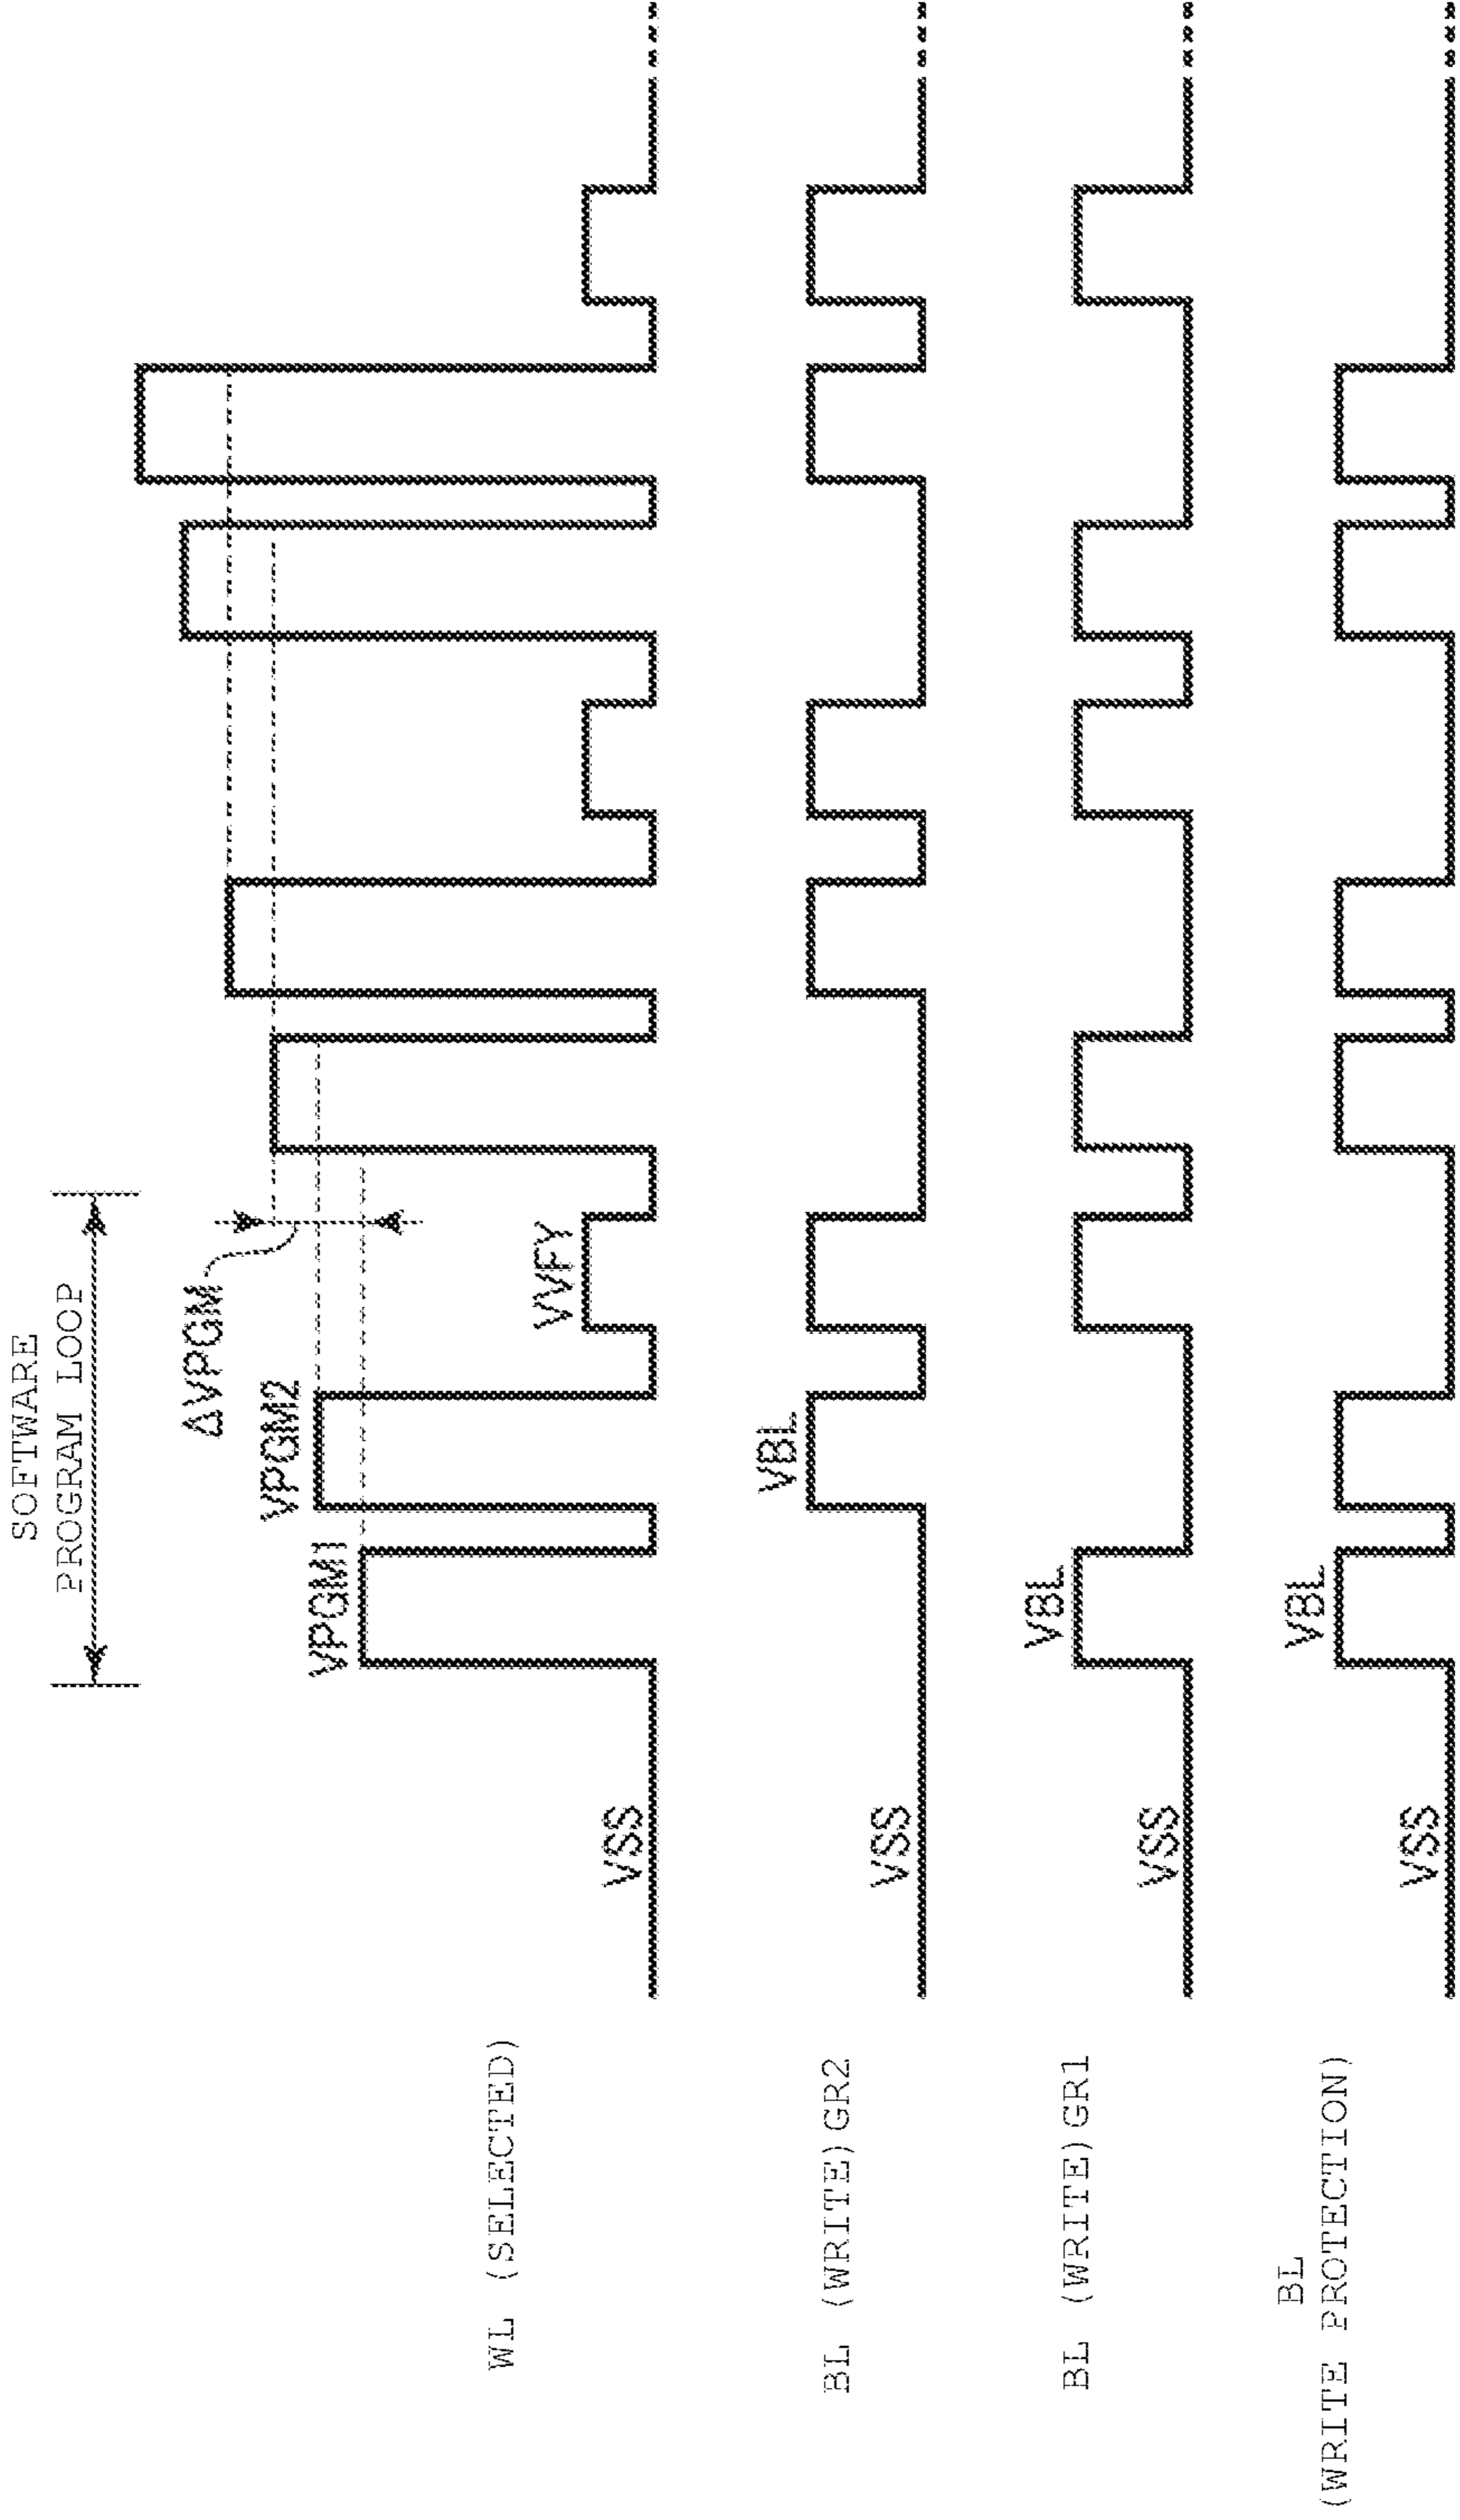 SOFTWARE
PROGRAM LOOP
ΔVPGM
VPGM2
VPGM1
VVFY
WL (SELECTED)
VSS
VBL
BL (WRITE)GR2
VSS
VBL
BL (WRITE)GR1
VSS
VBL
BL
(WRITE PROTECTION)
VSS